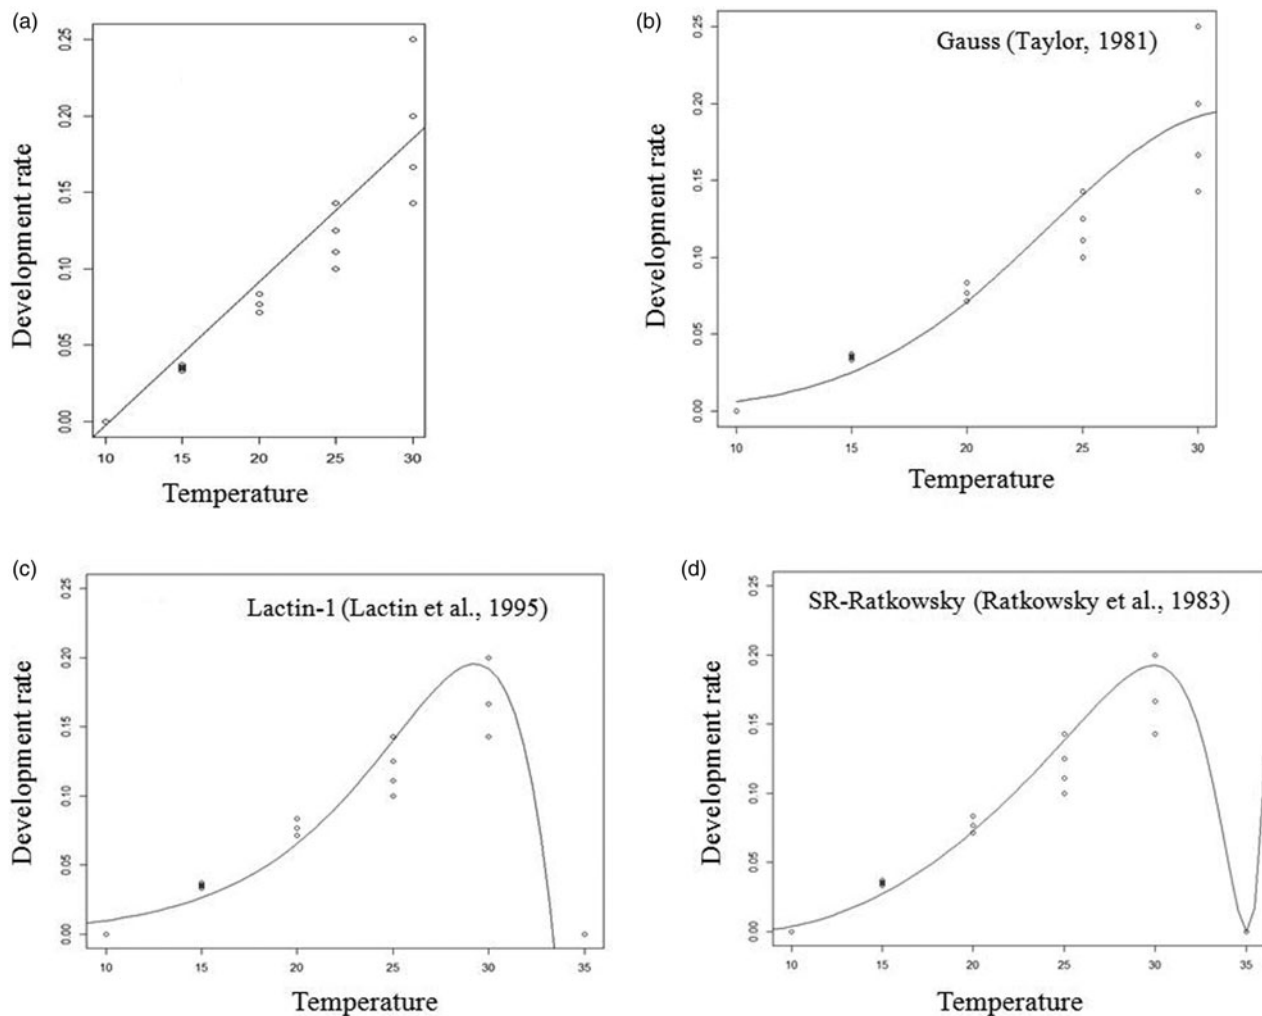 (a)
0.25
0.20
0.15
0.10
0.05
0.00
Development rate
10 15 20 25 30
Temperature
(b)
Gauss (Taylor, 1981)
0.25
0.20
0.15
0.10
0.05
0.00
Development rate
10 15 20 25 30
Temperature
(c)
Lactin-1 (Lactin et al., 1995)
0.25
0.20
0.15
0.10
0.05
0.00
Development rate
10 15 20 25 30 35
Temperature
(d)
SR-Ratkowsky (Ratkowsky et al., 1983)
0.25
0.20
0.15
0.10
0.05
0.00
Development rate
10 15 20 25 30 35
Temperature